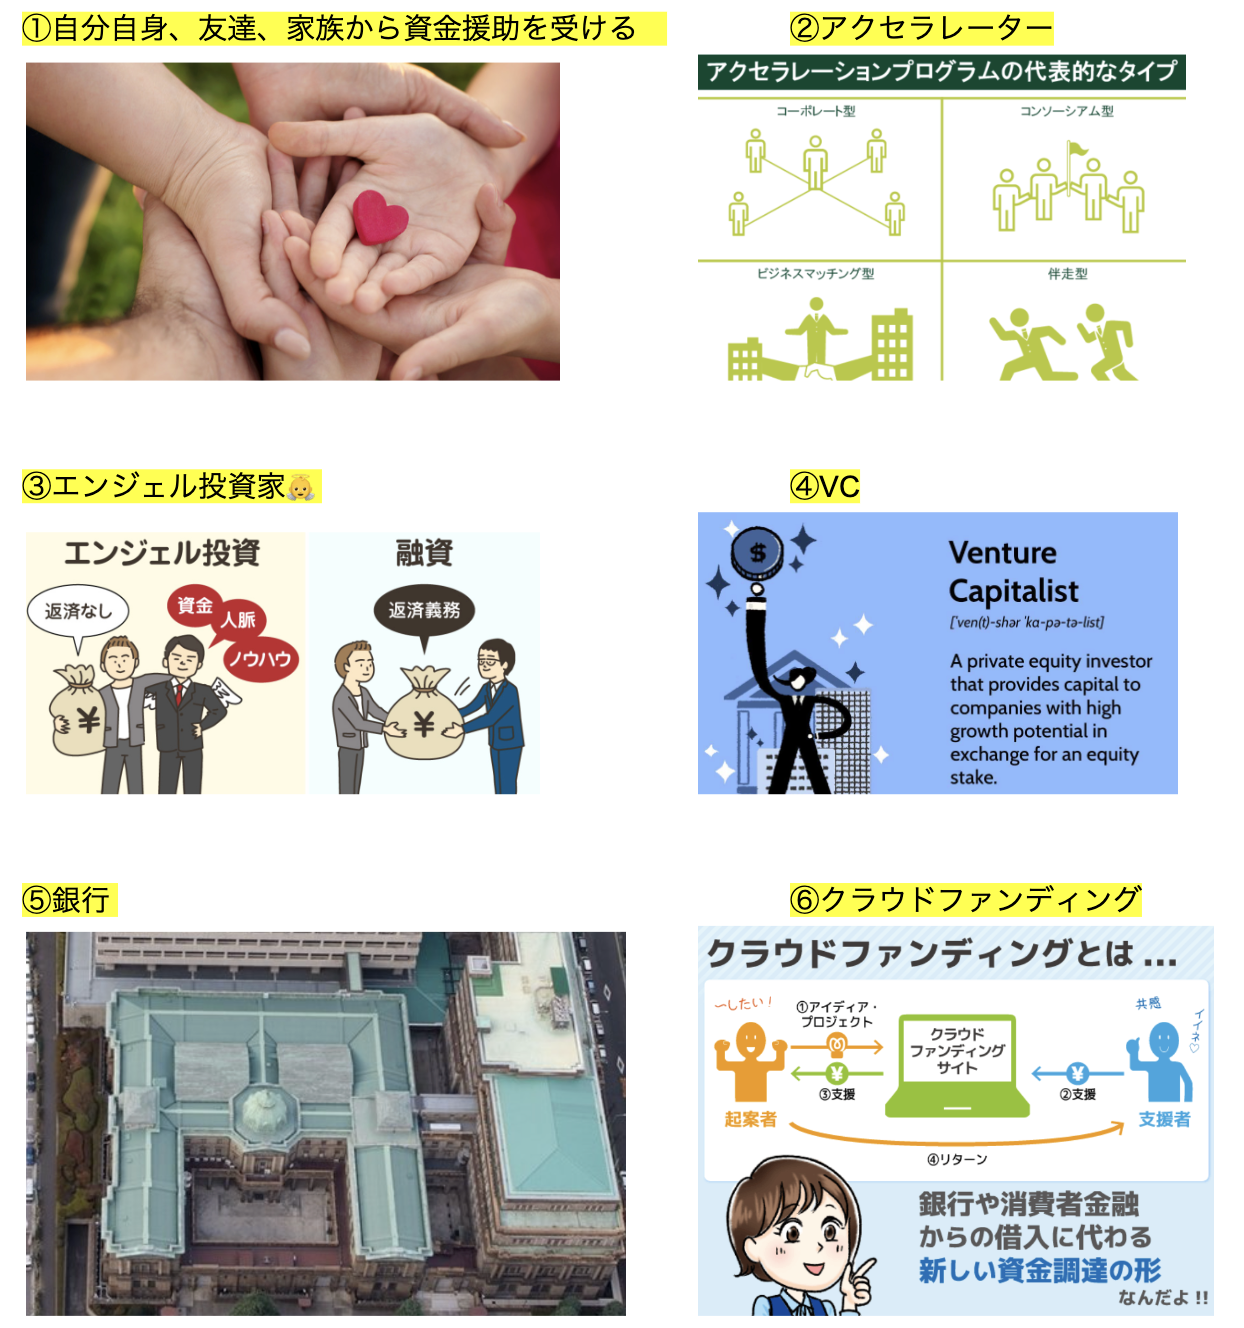 ①自分自身、友達、家族から資金援助を受ける
②アクセラレーター
アクセラレーションプログラムの代表的なタイプ
コーポレート型
コンソーシアム型
ビジネスマッチング型
伴走型
③エンジェル投資家👼
エンジェル投資
返済なし
資金
人脈
ノウハウ
融資
返済義務
¥
¥
④VC
$
Venture
Capitalist
['ven(t)-shər 'ka-pə-tə-list]
A private equity investor
that provides capital to
companies with high
growth potential in
exchange for an equity
stake.
⑤銀行
⑥クラウドファンディング
クラウドファンディングとは...
〜したい!
①アイディア・
プロジェクト
¥
③支援
起案者
クラウド
ファンディング
サイト
共感
イイネ♡
¥
②支援
支援者
④リターン
銀行や消費者金融
からの借入に代わる
新しい資金調達の形
なんだよ!!